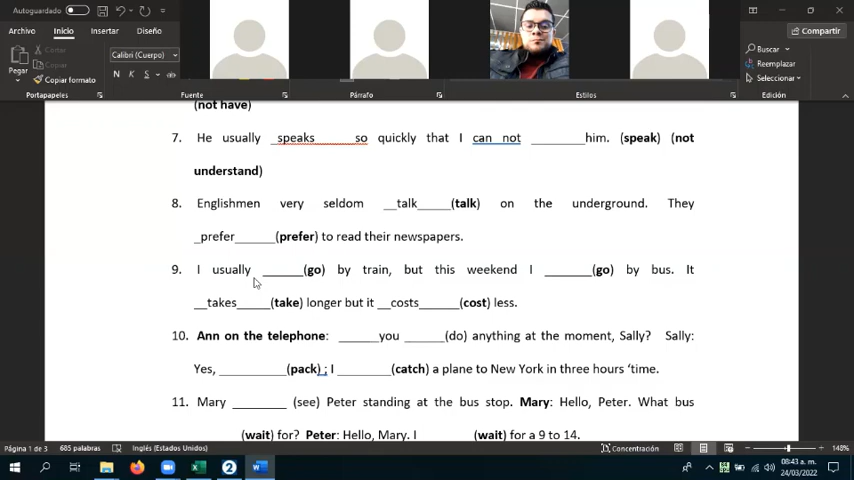 Autoguardado
Archivo Inicio Insertar Compartir
Pegar Cortar Copiar Copiar formato Calibri (Cuerpo) N K S Buscar Reemplazar Seleccionar
Portapapeles Fuente Párrafo Estilos Edición
(not have)
7. He usually _speaks_____so quickly that I can not ________him. (speak) (not
understand)
8. Englishmen very seldom __talk_____(talk) on the underground. They
_prefer______(prefer) to read their newspapers.
9. I usually ______(go) by train, but this weekend I _______(go) by bus. It
__takes_____(take) longer but it __costs______(cost) less.
10. Ann on the telephone: _____you ______(do) anything at the moment, Sally? Sally:
Yes, __________(pack) ; I ________(catch) a plane to New York in three hours ‘time.
11. Mary ________ (see) Peter standing at the bus stop. Mary: Hello, Peter. What bus
(wait) for? Peter: Hello, Mary. I (wait) for a 9 to 14.
Página 1 de 3 685 palabras Inglés (Estados Unidos) Concentración 148%
08:43 a. m.
24/03/2022